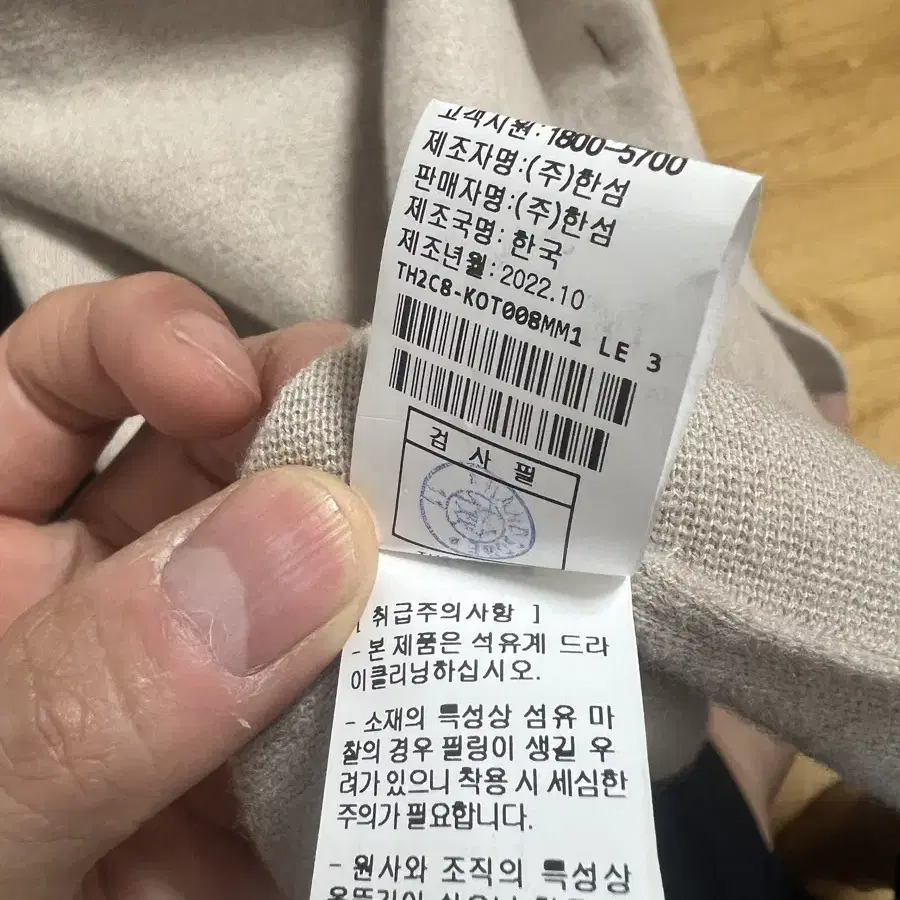 고객지원:1800-5700
제조자명:(주)한섬
판매자명:(주)한섬
제조국명: 한국
제조년월:2022.10
TH2C8-KOT008MM1 LE 3
검 사 필
[ 취급주의사항 ]
- 본 제품은 석유계 드라
이클리닝하십시오.
- 소재의 특성상 섬유 마
찰의 경우 필링이 생길 우
려가 있으니 착용 시 세심한
주의가 필요합니다.
- 원사와 조직의 특성상